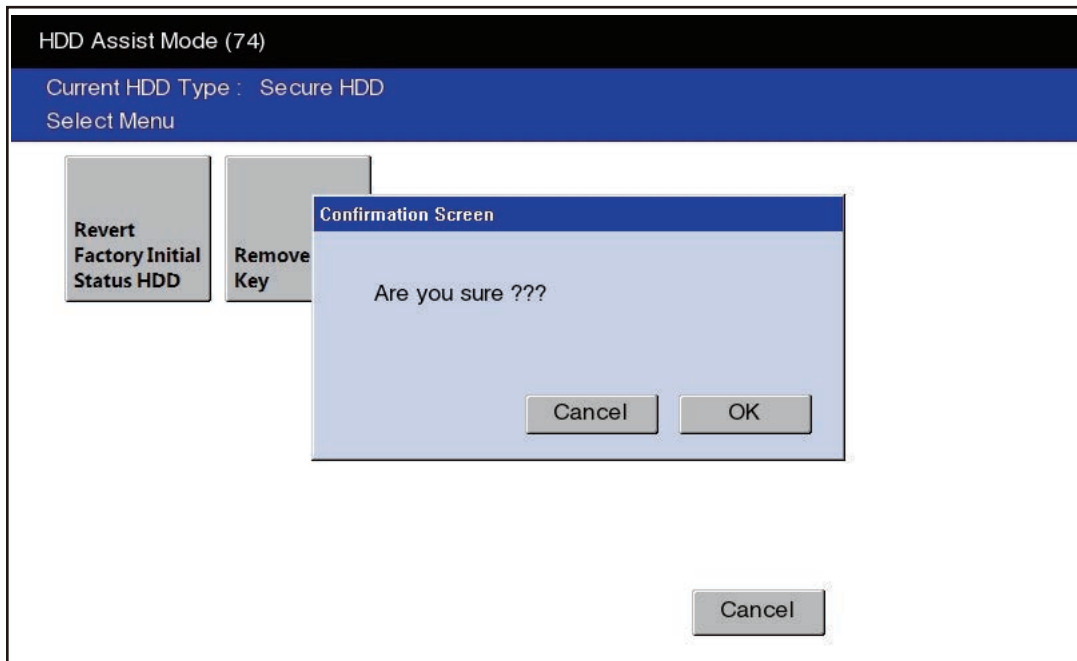 HDD Assist Mode (74)
Current HDD Type : Secure HDD
Select Menu
Revert
Factory Initial
Status HDD
Remove
Key
Confirmation Screen
Are you sure ???
Cancel
OK
Cancel